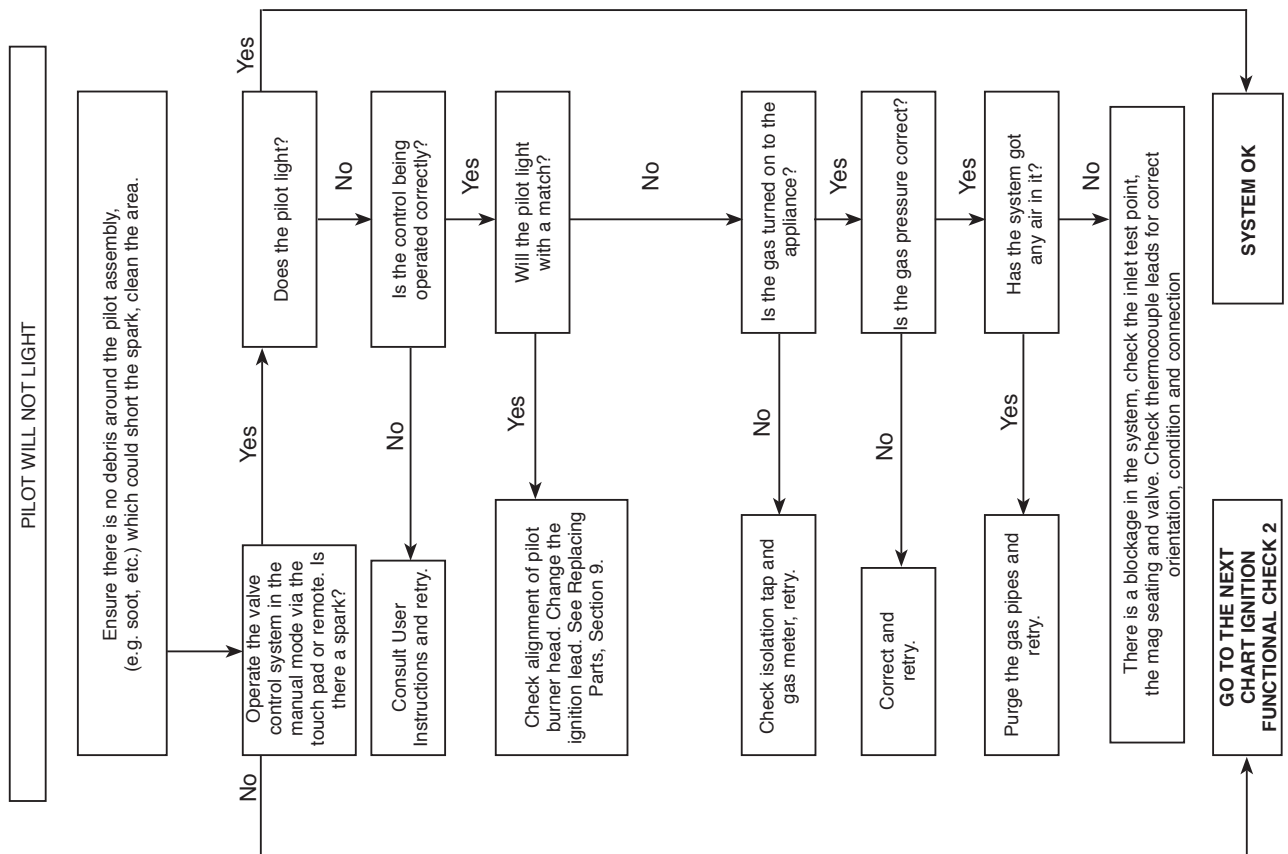 PILOT WILL NOT LIGHT
Ensure there is no debris around the pilot assembly,
(e.g. soot, etc.) which could short the spark, clean the area.
Operate the valve
control system in the
manual mode via the
touch pad or remote. Is
there a spark?
Yes
No
Does the pilot light?
Yes
No
Is the control being
operated correctly?
No
Consult User
Instructions and retry.
Yes
Will the pilot light
with a match?
Yes
Check alignment of pilot
burner head. Change the
ignition lead. See Replacing
Parts, Section 9.
No
Is the gas turned on to the
appliance?
No
Check isolation tap and
gas meter, retry.
Yes
Is the gas pressure correct?
No
Correct and
retry.
Yes
Has the system got
any air in it?
Yes
Purge the gas pipes and
retry.
No
There is a blockage in the system, check the inlet test point,
the mag seating and valve. Check thermocouple leads for correct
orientation, condition and connection
GO TO THE NEXT
CHART IGNITION
FUNCTIONAL CHECK 2
SYSTEM OK